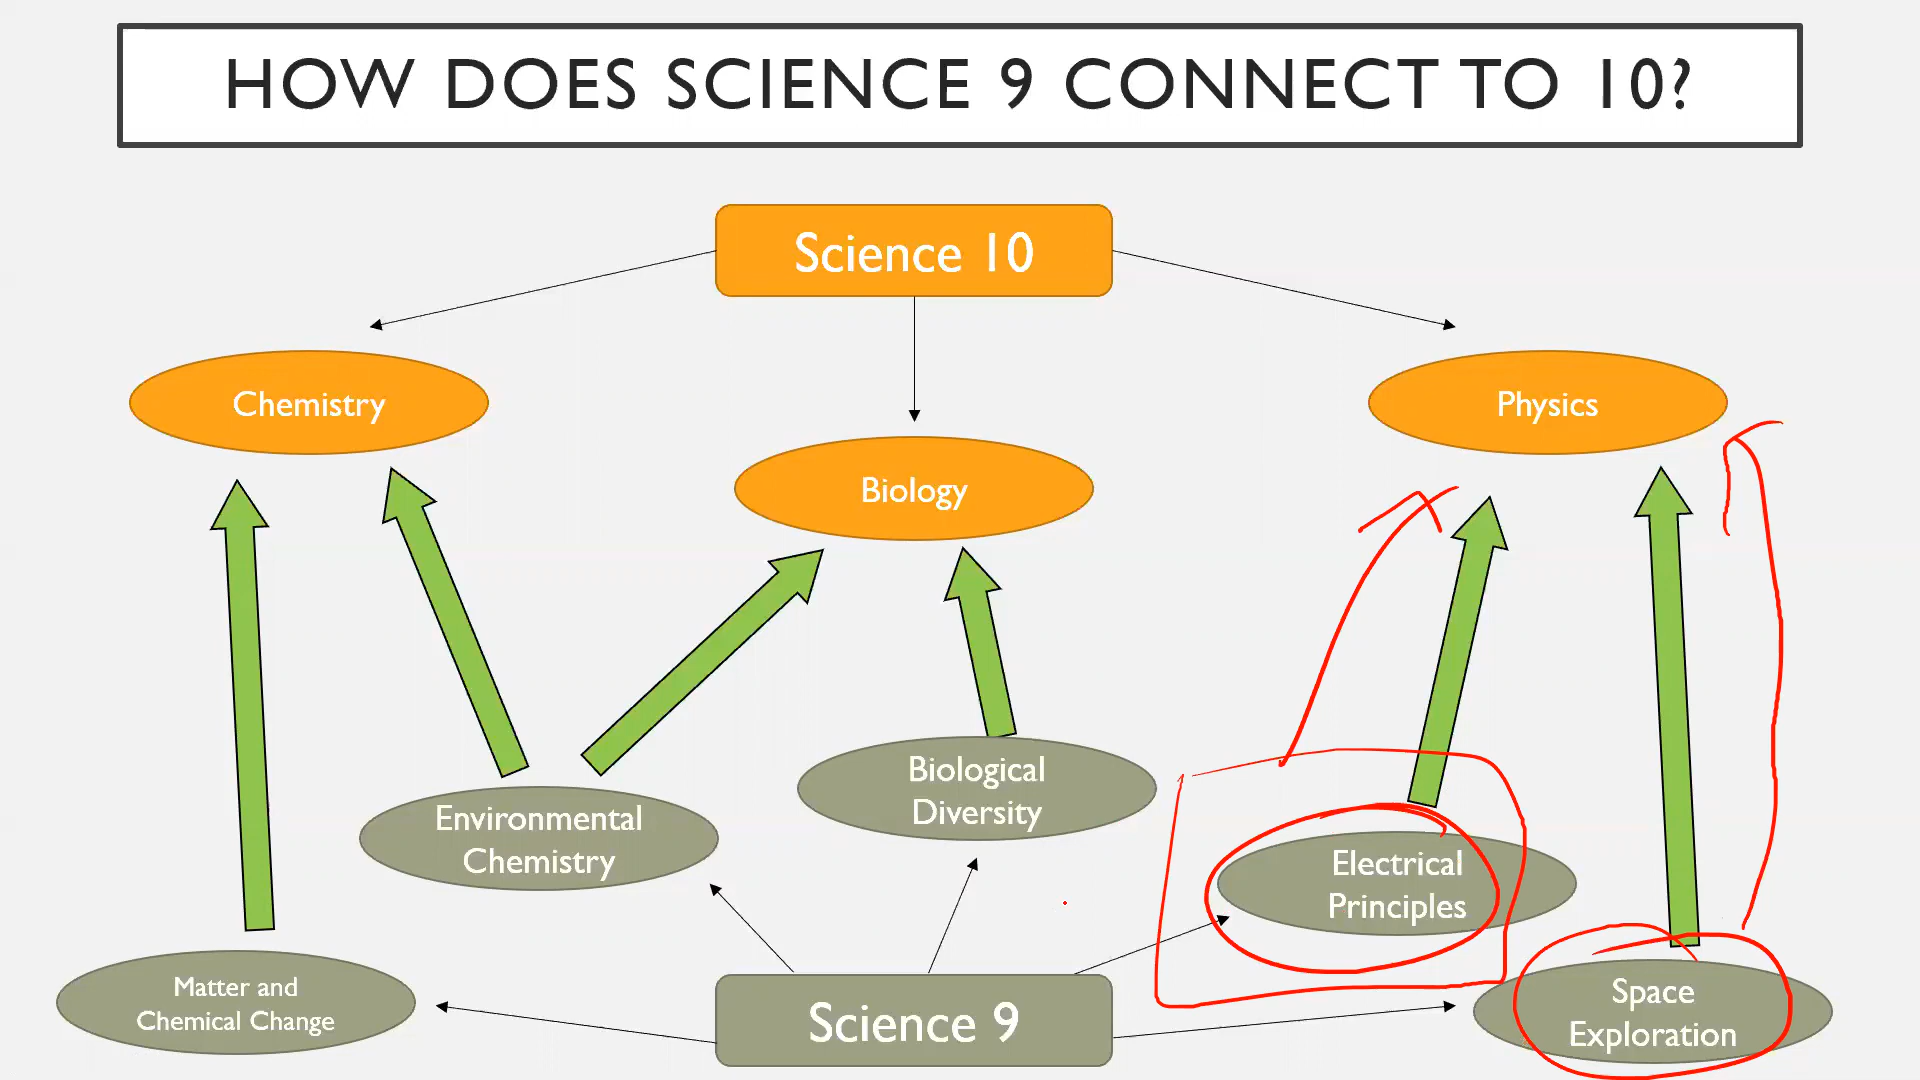 HOW DOES SCIENCE 9 CONNECT TO 10?
Science 10
Chemistry
Physics
Biology
Biological
Diversity
Environmental
Chemistry
Electrical
Principles
Matter and
Chemical Change
Science 9
Space
Exploration